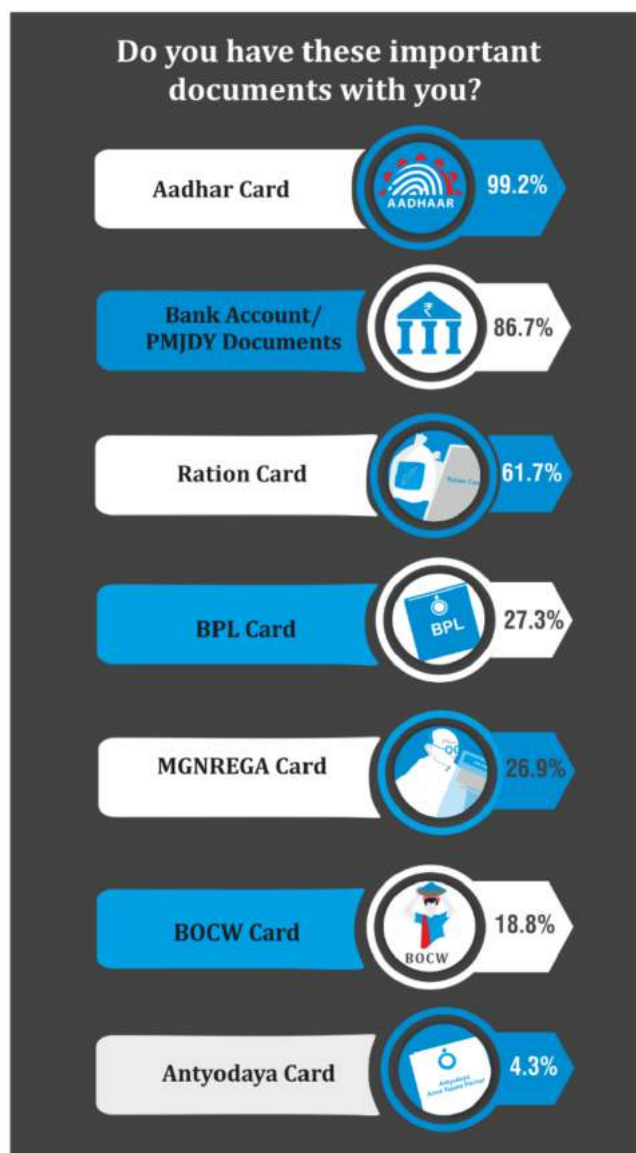 Do you have these important
documents with you?
Aadhar Card
AADHAAR
99.2%
Bank Account/
PMJDY Documents
₹
86.7%
Ration Card
61.7%
BPL Card
BPL
27.3%
MGNREGA Card
26.9%
BOCW Card
BOCW
18.8%
Antyodaya Card
Antyodaya
4.3%